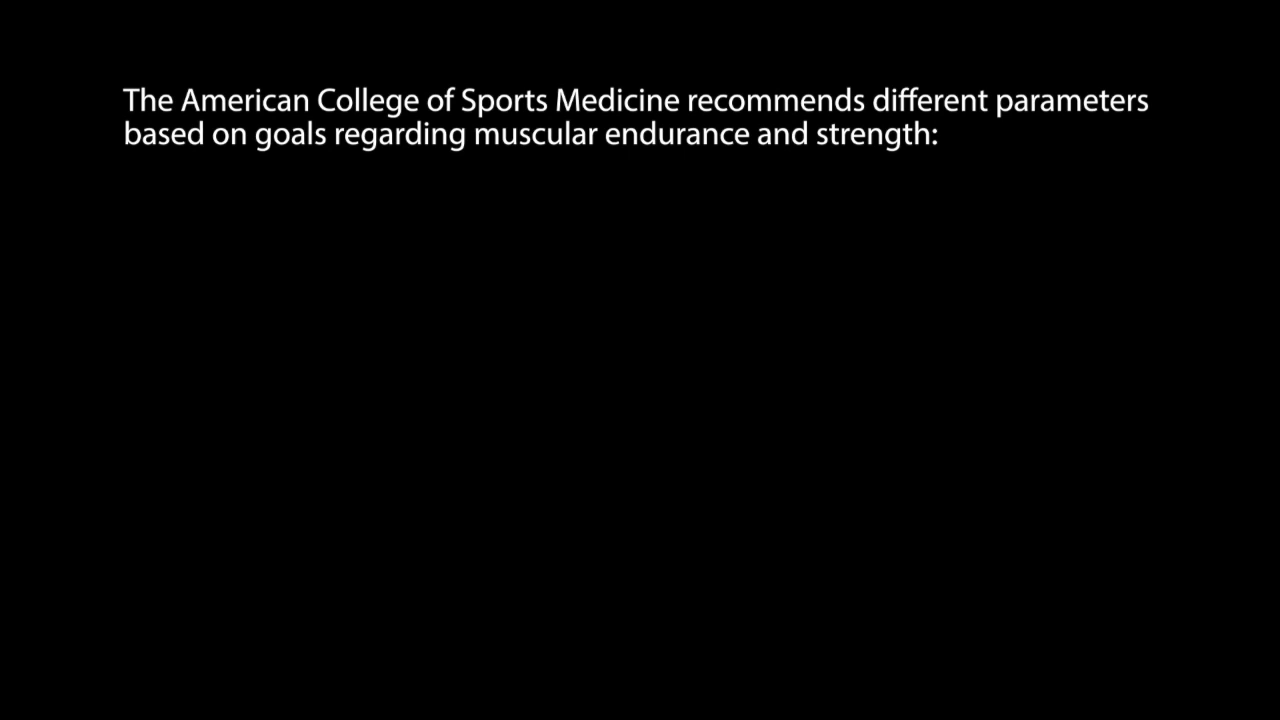 The American College of Sports Medicine recommends different parameters
based on goals regarding muscular endurance and strength: